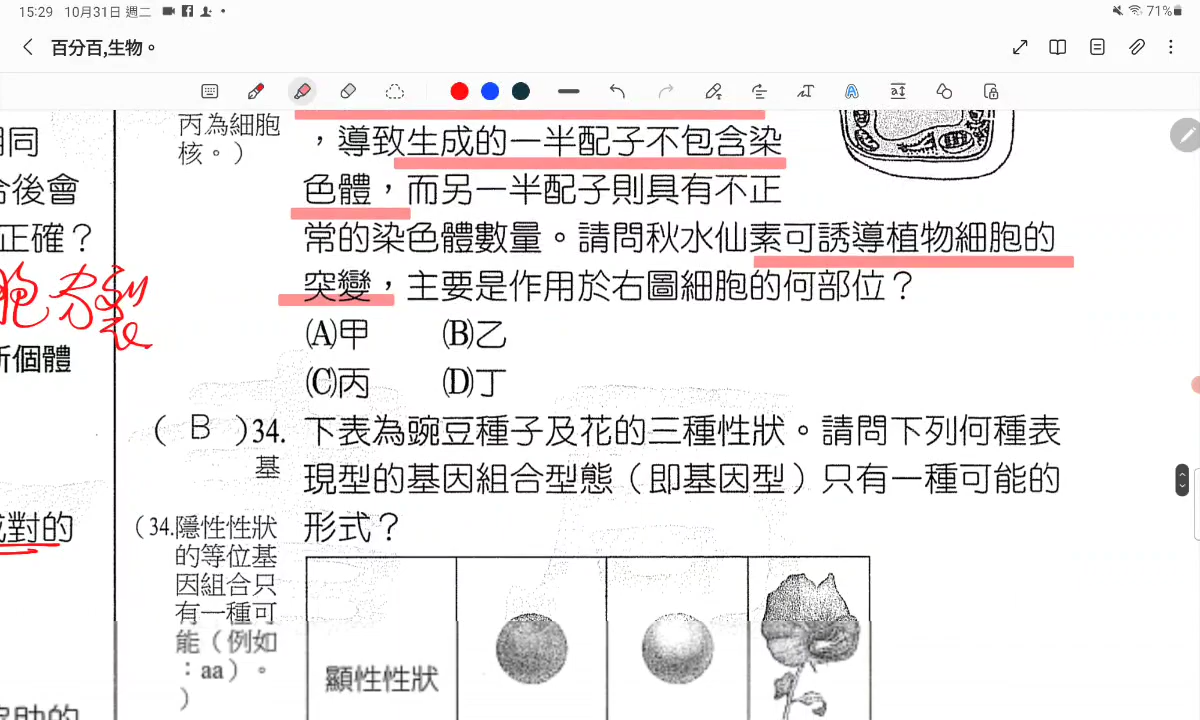 15:29 10月31日 週二
71%
百分百,生物。
相同
合後會
正確？
胞分裂
新個體
成對的
協助的
丙為細胞
核。）
，導致生成的一半配子不包含染
色體，而另一半配子則具有不正
常的染色體數量。請問秋水仙素可誘導植物細胞的
突變，主要是作用於右圖細胞的何部位？
(A)甲 (B)乙
(C)丙 (D)丁
( B )34. 下表為豌豆種子及花的三種性狀。請問下列何種表
基 現型的基因組合型態（即基因型）只有一種可能的
形式？
（34.隱性性狀
的等位基
因組合只
有一種可
能（例如
：aa）。
）
顯性性狀